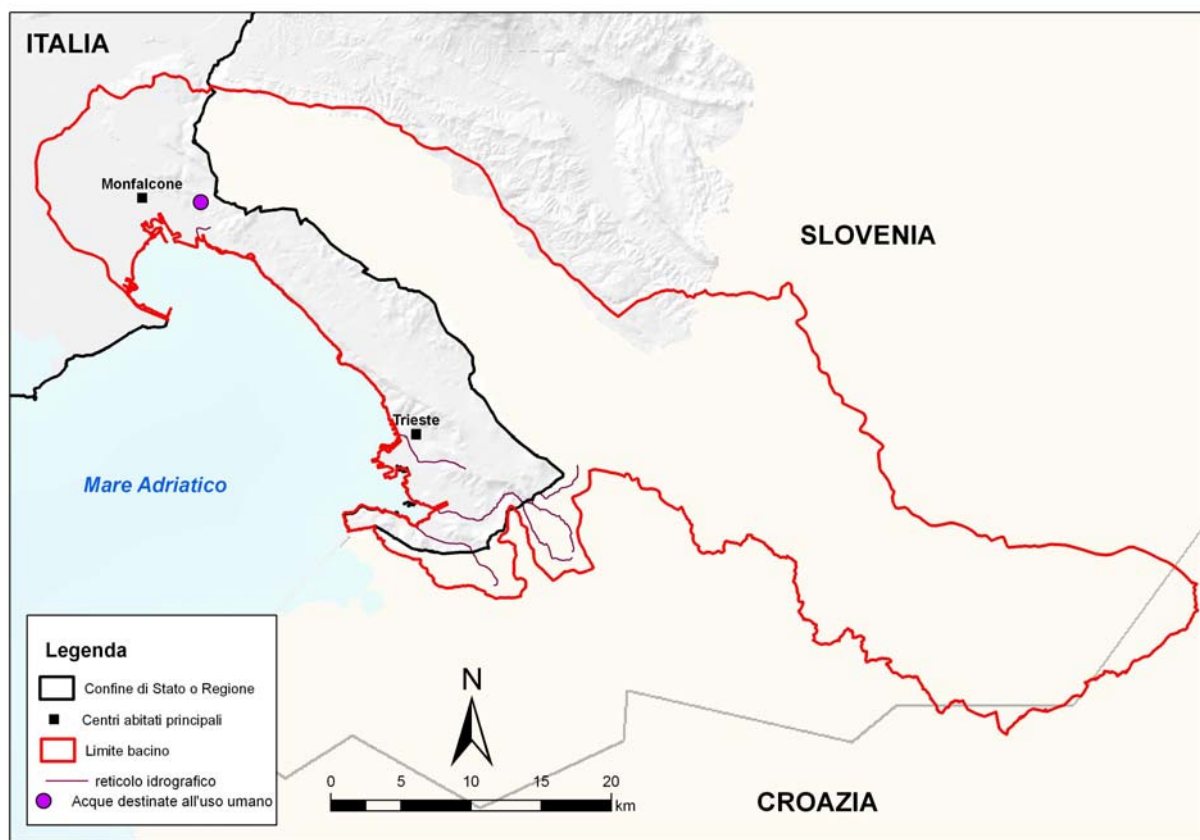 ITALIA
Monfalcone
SLOVENIA
Trieste
Mare Adriatico
Legenda
Confine di Stato o Regione
Centri abitati principali
Limite bacino
reticolo idrografico
Acque destinate all'uso umano
N
0 5 10 15 20
km
CROAZIA